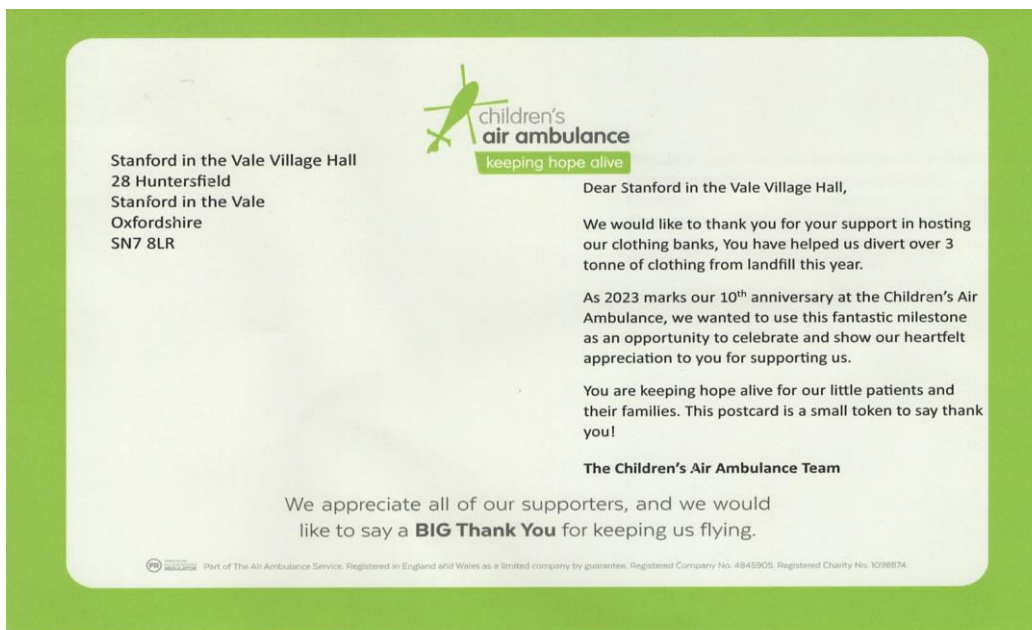 children's
air ambulance
keeping hope alive
Stanford in the Vale Village Hall
28 Huntersfield
Stanford in the Vale
Oxfordshire
SN7 8LR
Dear Stanford in the Vale Village Hall,
We would like to thank you for your support in hosting
our clothing banks, You have helped us divert over 3
tonne of clothing from landfill this year.
As 2023 marks our 10th anniversary at the Children's Air
Ambulance, we wanted to use this fantastic milestone
as an opportunity to celebrate and show our heartfelt
appreciation to you for supporting us.
You are keeping hope alive for our little patients and
their families. This postcard is a small token to say thank
you!
The Children's Air Ambulance Team
We appreciate all of our supporters, and we would
like to say a BIG Thank You for keeping us flying.
FR
REGULATOR
Part of The Air Ambulance Service. Registered in England and Wales as a limited company by guarantee. Registered Company No. 4845905. Registered Charity No. 1098874.